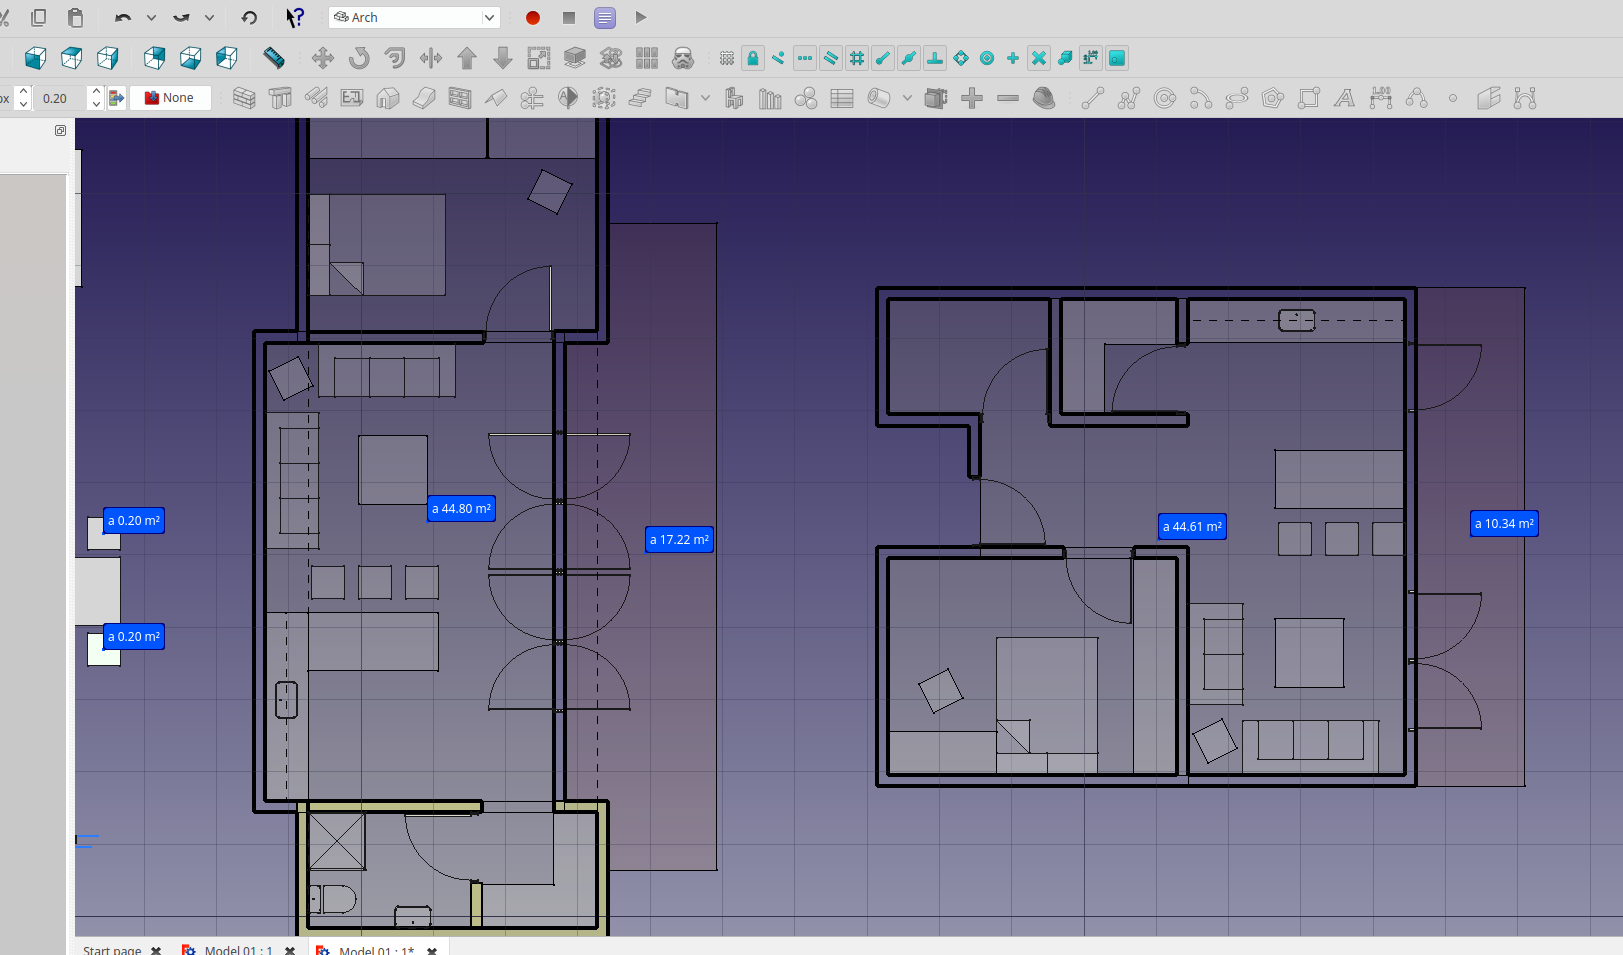 Arch
px
0.20
None
a 0.20 m²
a 44.80 m²
a 17.22 m²
a 44.61 m²
a 10.34 m²
a 0.20 m²
Start page
Model 01 : 1
Model 01 : 1*